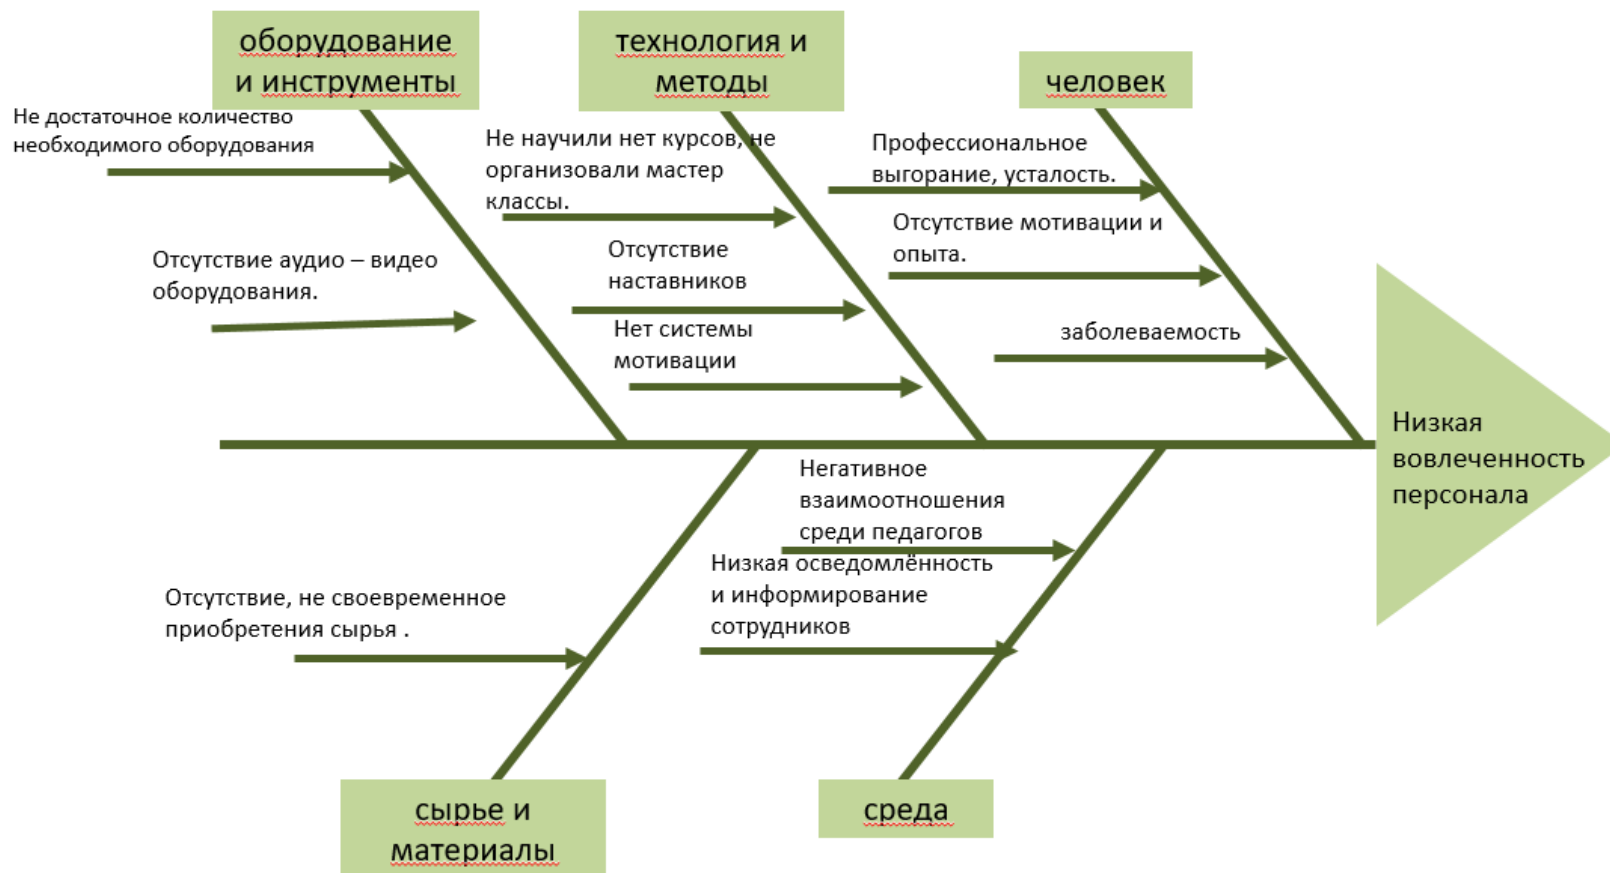 оборудование
и инструменты
технология и
методы
человек
Не достаточное количество
необходимого оборудования
Отсутствие аудио – видео
оборудования.
Не научили нет курсов, не
организовали мастер
классы.
Отсутствие
наставников
Нет системы
мотивации
Профессиональное
выгорание, усталость.
Отсутствие мотивации и
опыта.
заболеваемость
Низкая
вовлеченность
персонала
Отсутствие, не своевременное
приобретения сырья .
Негативное
взаимоотношения
среди педагогов
Низкая осведомлённость
и информирование
сотрудников
сырье и
материалы
среда